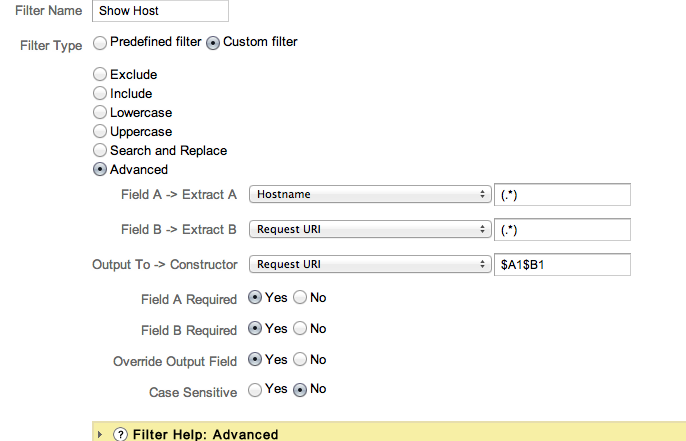 Filter Name Show Host
Filter Type Predefined filter Custom filter
Exclude
Include
Lowercase
Uppercase
Search and Replace
Advanced
Field A -> Extract A Hostname (.*)
Field B -> Extract B Request URI (.*)
Output To -> Constructor Request URI $A1$B1
Field A Required Yes No
Field B Required Yes No
Override Output Field Yes No
Case Sensitive Yes No
? Filter Help: Advanced